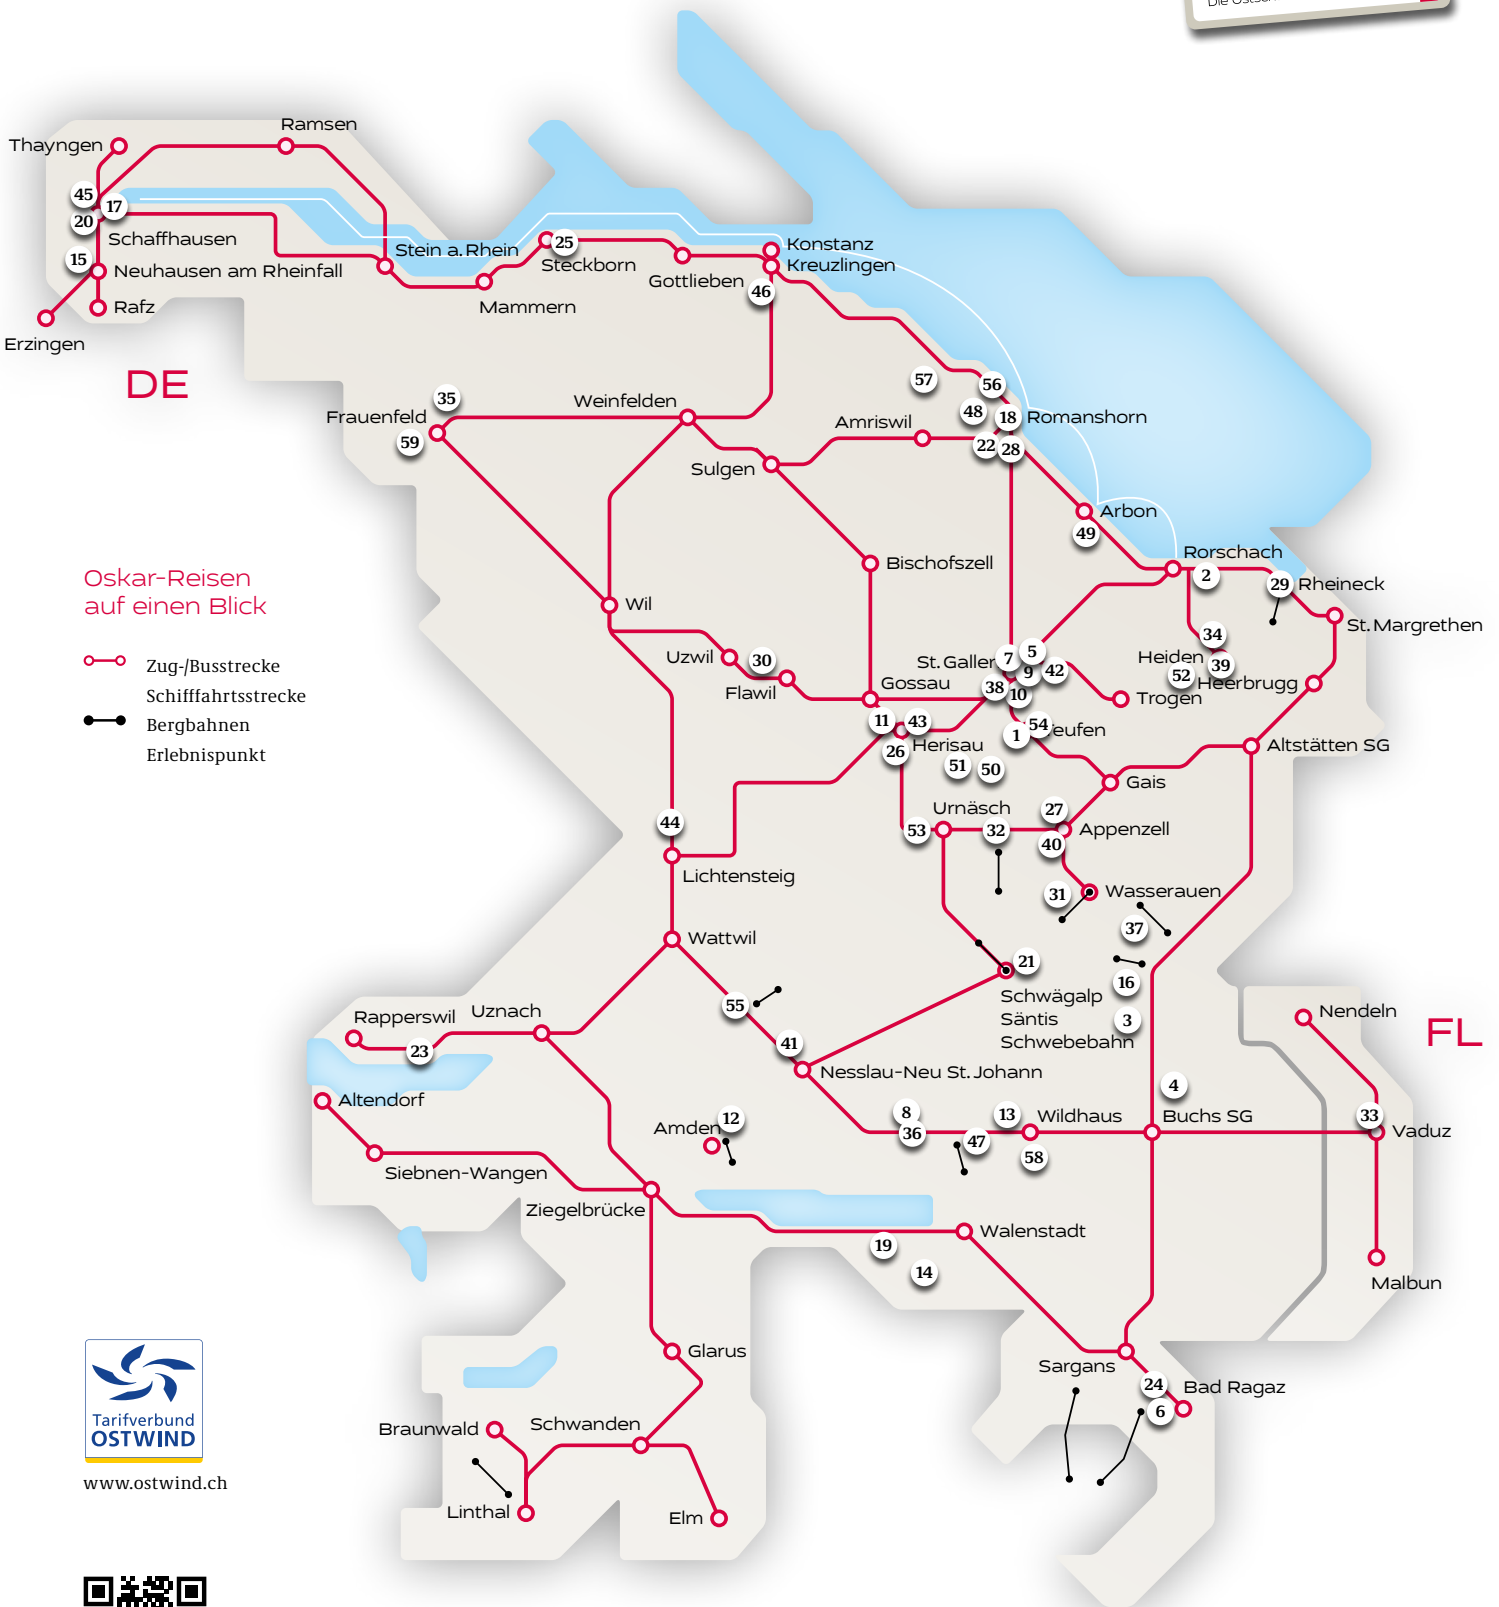 Ramsen
Thayngen
45
17
20
Schaffhausen
15
Neuhausen am Rheinfall
Rafz
Erzingen
DE
Stein a. Rhein
Mammern
25
Steckborn
Gottlieben
Konstanz
Kreuzlingen
46
35
Frauenfeld
59
Weinfelden
Sulgen
Amriswil
57
56
48
18
Romanshorn
22
28
Arbon
49
Bischofszell
Rorschach
2
29
Rheineck
St. Margrethen
34
Heiden
39
52
Heerbrugg
Oskar-Reisen
auf einen Blick
Zug-/Busstrecke
Schifffahrtsstrecke
Bergbahnen
Erlebnispunkt
Wil
Uzwil
30
Flawil
Gossau
St. Galler
7
5
9
42
38
10
Trogen
11
43
Herisau
26
1
54
eufen
51
50
Altstätten SG
Gais
Urnäsch
53
32
27
Appenzell
40
31
Wasserauen
37
44
Lichtensteig
Wattwil
21
Schwägalp
Säntis
Schwebebahn
16
3
55
41
Nesslau-Neu St. Johann
Rapperswil
23
Uznach
Altendorf
Siebnen-Wangen
Amden
12
Ziegelbrücke
8
36
13
Wildhaus
47
58
4
Buchs SG
Nendeln
FL
33
Vaduz
Malbun
Walenstadt
19
14
Sargans
24
Bad Ragaz
6
Glarus
Braunwald
Schwanden
Linthal
Elm
Tarifverbund
OSTWIND
www.ostwind.ch